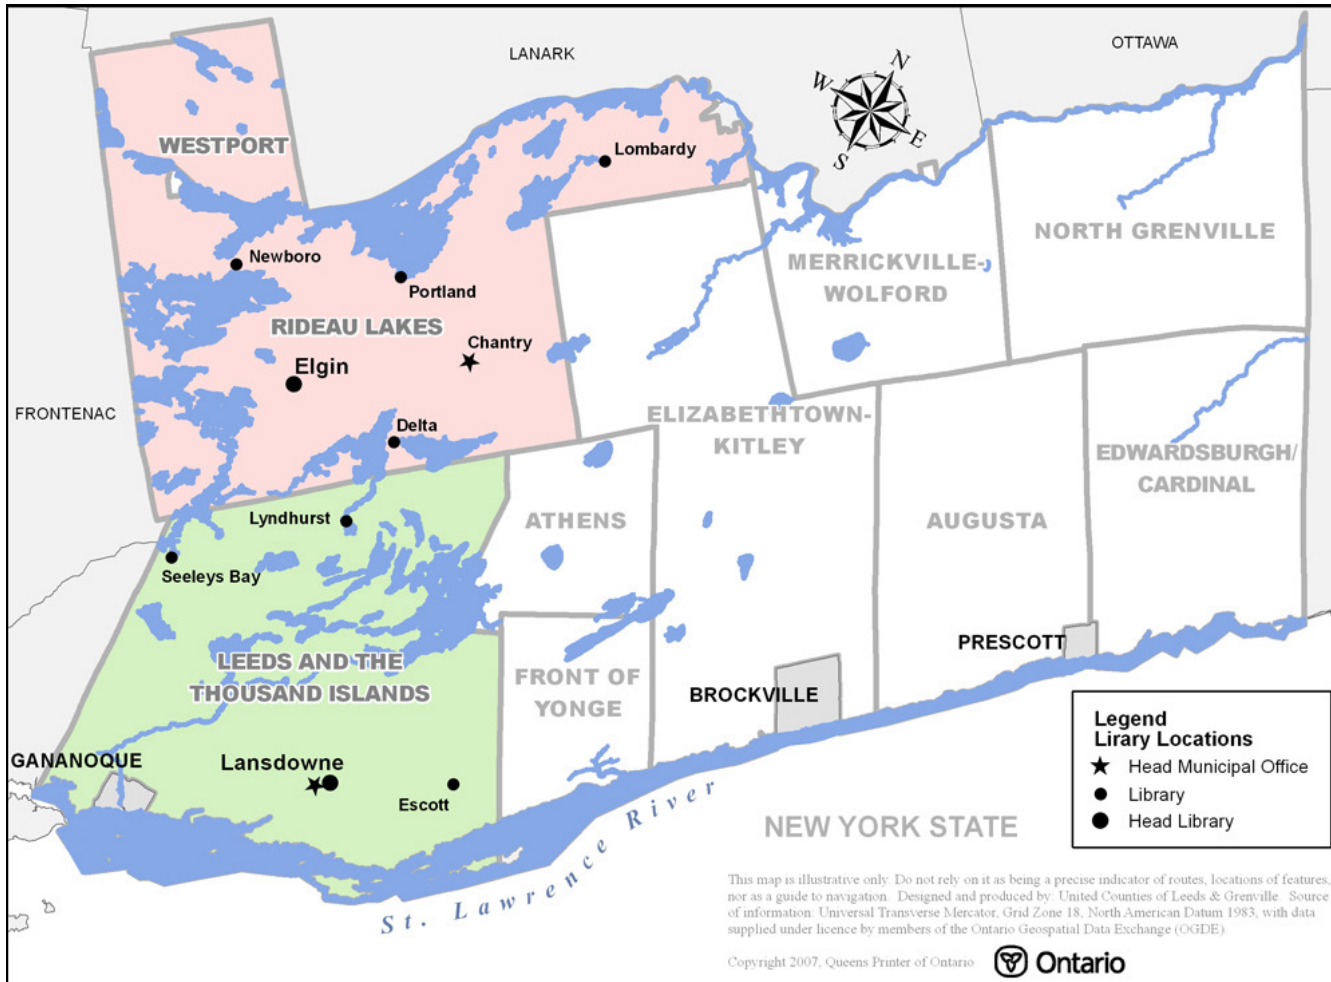 LANARK
OTTAWA
N
W
E
S
WESTPORT
Lombardy
NORTH GRENVILLE
MERRICKVILLE-
WOLFORD
Newboro
Portland
RIDEAU LAKES
Chantry
Elgin
FRONTENAC
Delta
ELIZABETHTOWN-
KITLEY
EDWARDSBURGH/
CARDINAL
Lyndhurst
ATHENS
AUGUSTA
Seeleys Bay
PRESCOTT
LEEDS AND THE
THOUSAND ISLANDS
FRONT OF
YONGE
BROCKVILLE
GANANOQUE
Lansdowne
Escott
St. Lawrence River
NEW YORK STATE
Legend
Lirary Locations
Head Municipal Office
Library
Head Library
This map is illustrative only. Do not rely on it as being a precise indicator of routes, locations of features,
nor as a guide to navigation. Designed and produced by: United Counties of Leeds & Grenville. Source
of information: Universal Transverse Mercator, Grid Zone 18, North American Datum 1983, with data
supplied under licence by members of the Ontario Geospatial Data Exchange (OGDE).
Copyright 2007, Queens Printer of Ontario
Ontario